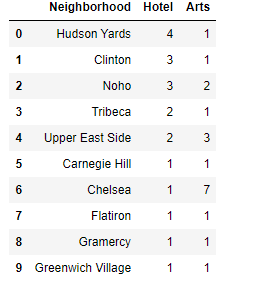 Neighborhood Hotel Arts
0 Hudson Yards 4 1
1 Clinton 3 1
2 Noho 3 2
3 Tribeca 2 1
4 Upper East Side 2 3
5 Carnegie Hill 1 1
6 Chelsea 1 7
7 Flatiron 1 1
8 Gramercy 1 1
9 Greenwich Village 1 1